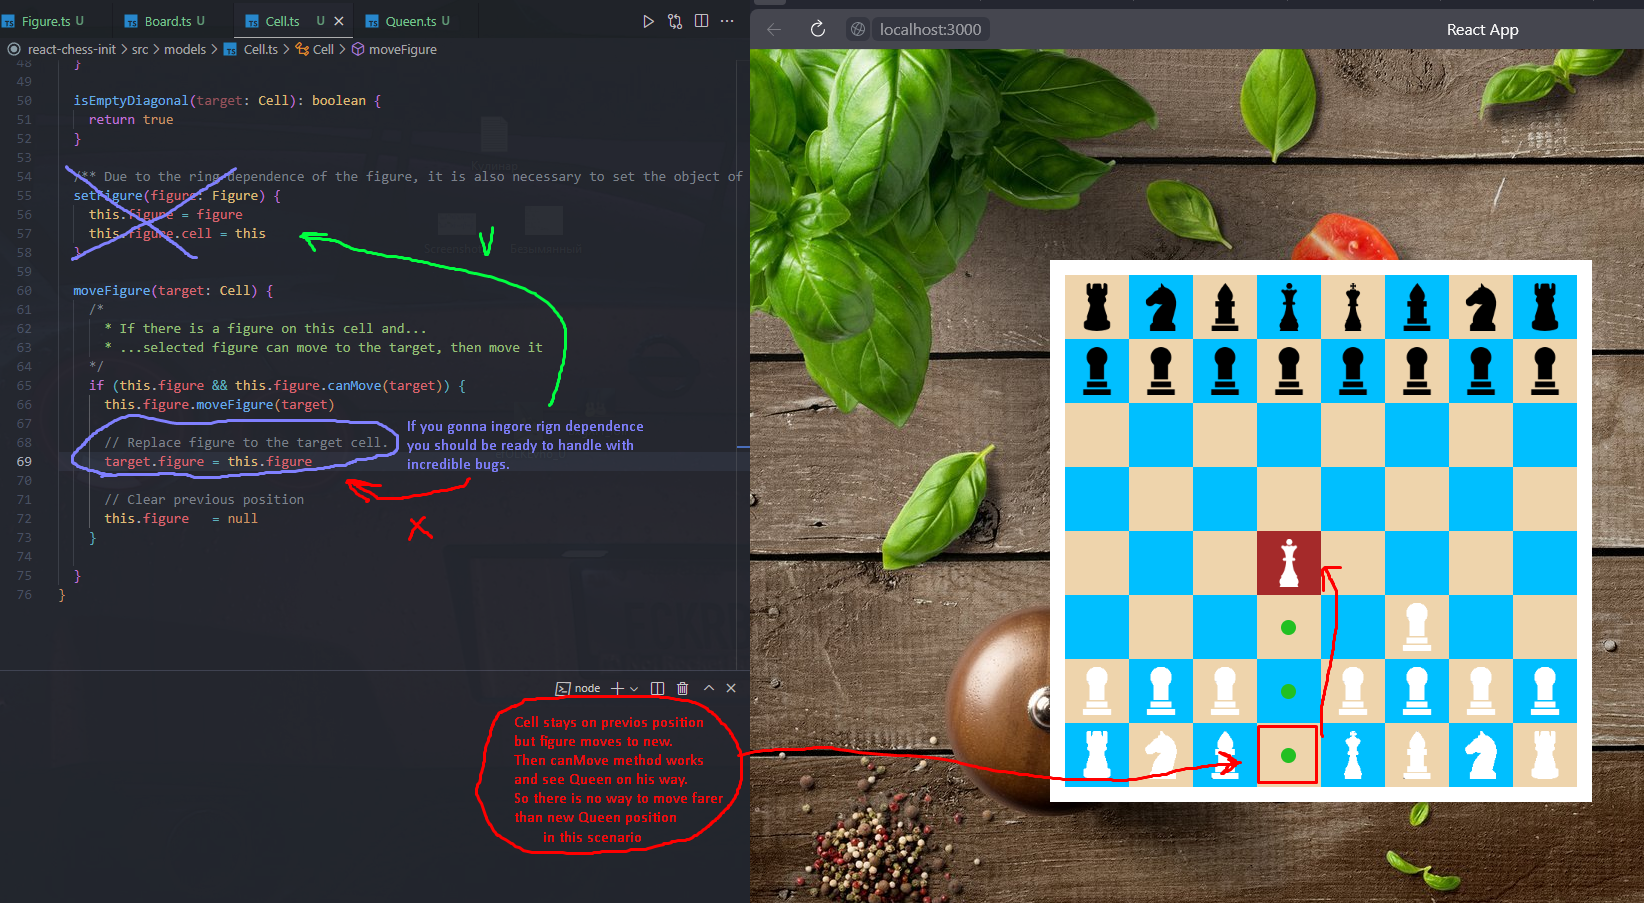 Figure.ts U
Board.ts U
Cell.ts U
Queen.ts U
react-chess-init > src > models > TS Cell.ts > Cell > moveFigure
48 }
49
50 isEmptyDiagonal(target: Cell): boolean {
51 return true
52 }
53
54 /** Due to the ring dependence of the figure, it is also necessary to set the object of
55 setFigure(figure: Figure) {
56 this.figure = figure
57 this.figure.cell = this
58 }
59
60 moveFigure(target: Cell) {
61 /*
62 * If there is a figure on this cell and...
63 * ...selected figure can move to the target, then move it
64 */
65 if (this.figure && this.figure.canMove(target)) {
66 this.figure.moveFigure(target)
67
68 // Replace figure to the target cell.
69 target.figure = this.figure
70
71 // Clear previous position
72 this.figure = null
73 }
74
75 }
76 }
If you gonna ingore rign dependence
you should be ready to handle with
incredible bugs.
node
Cell stays on previos position
but figure moves to new.
Then canMove method works
and see Queen on his way.
So there is no way to move farer
than new Queen position
in this scenario
localhost:3000
React App